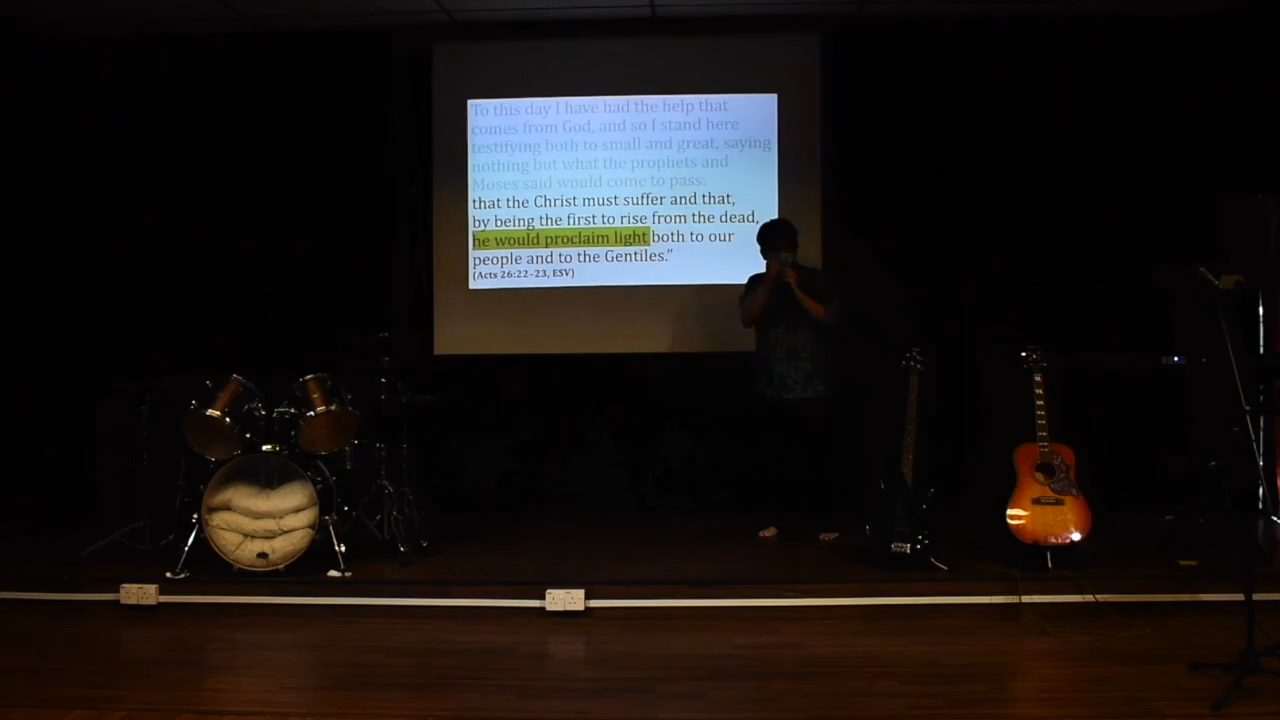 To this day I have had the help that
comes from God, and so I stand here
testifying both to small and great, saying
nothing but what the prophets and
Moses said would come to pass:
that the Christ must suffer and that,
by being the first to rise from the dead,
he would proclaim light both to our
people and to the Gentiles.”
(Acts 26:22–23, ESV)